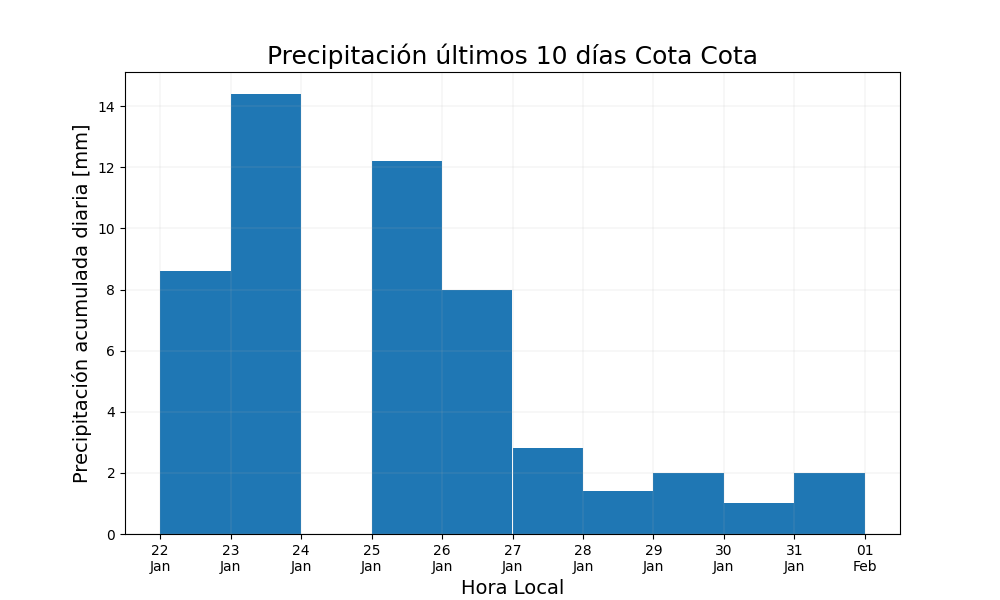 Precipitación últimos 10 días Cota Cota
Precipitación acumulada diaria [mm]
14
12
10
8
6
4
2
0
22 23 24 25 26 27 28 29 30 31 01
Jan Jan Jan Jan Jan Jan Jan Jan Jan Jan Feb
Hora Local